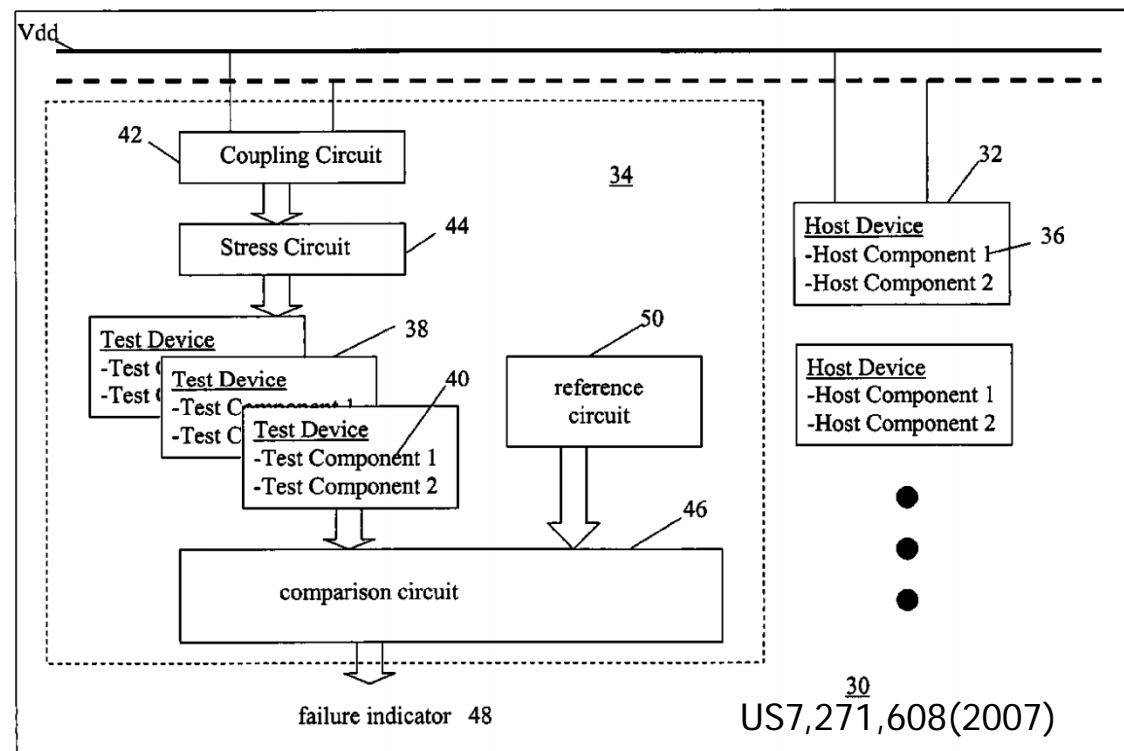 Vdd
42
Coupling Circuit
34
32
44
Stress Circuit
Host Device
-Host Component 1
-Host Component 2
36
38
50
Test Device
-Test C
-Test
Test Device
-Test Component 1
-Test C
40
Test Device
-Test Component 1
-Test Component 2
reference
circuit
Host Device
-Host Component 1
-Host Component 2
46
comparison circuit
failure indicator 48
30
US7,271,608(2007)